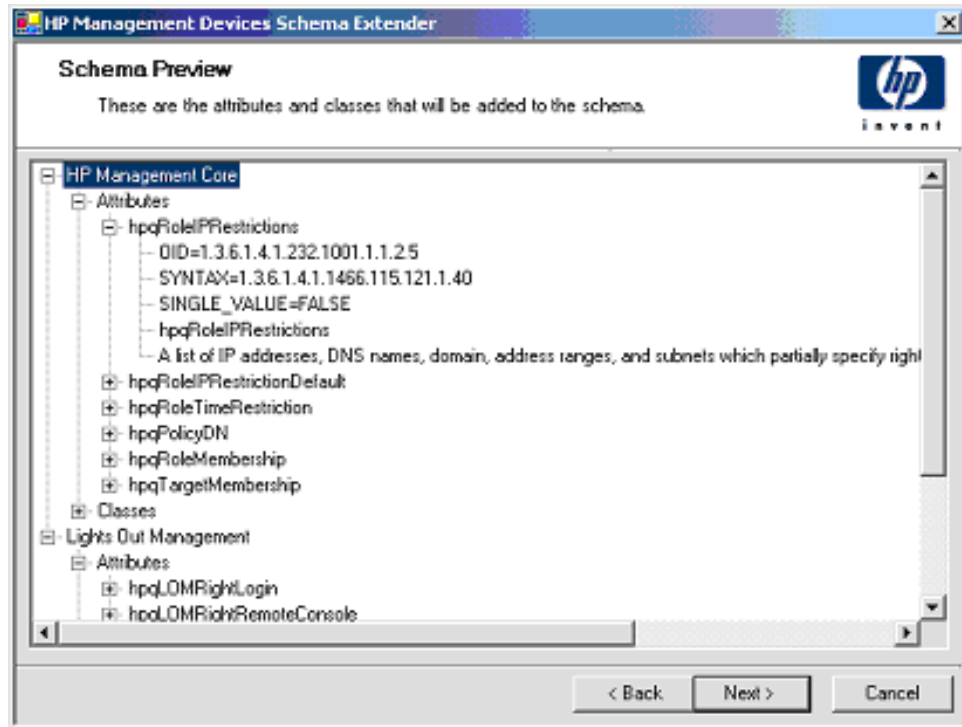 HP Management Devices Schema Extender
Schema Preview
These are the attributes and classes that will be added to the schema.
hp
invent
HP Management Core
Attributes
hpqRoleIPRestrictions
OID=1.3.6.1.4.1.232.1001.1.1.2.5
SYNTAX=1.3.6.1.4.1.1466.115.121.1.40
SINGLE_VALUE=FALSE
hpqRoleIPRestrictions
A list of IP addresses, DNS names, domain, address ranges, and subnets which partially specify right
hpqRoleIPRestrictionDefault
hpqRoleTimeRestriction
hpqPolicyDN
hpqRoleMembership
hpqTargetMembership
Classes
Lights Out Management
Attributes
hpqLOMRightLogin
hpqLOMRightRemoteConsole
< Back
Next >
Cancel